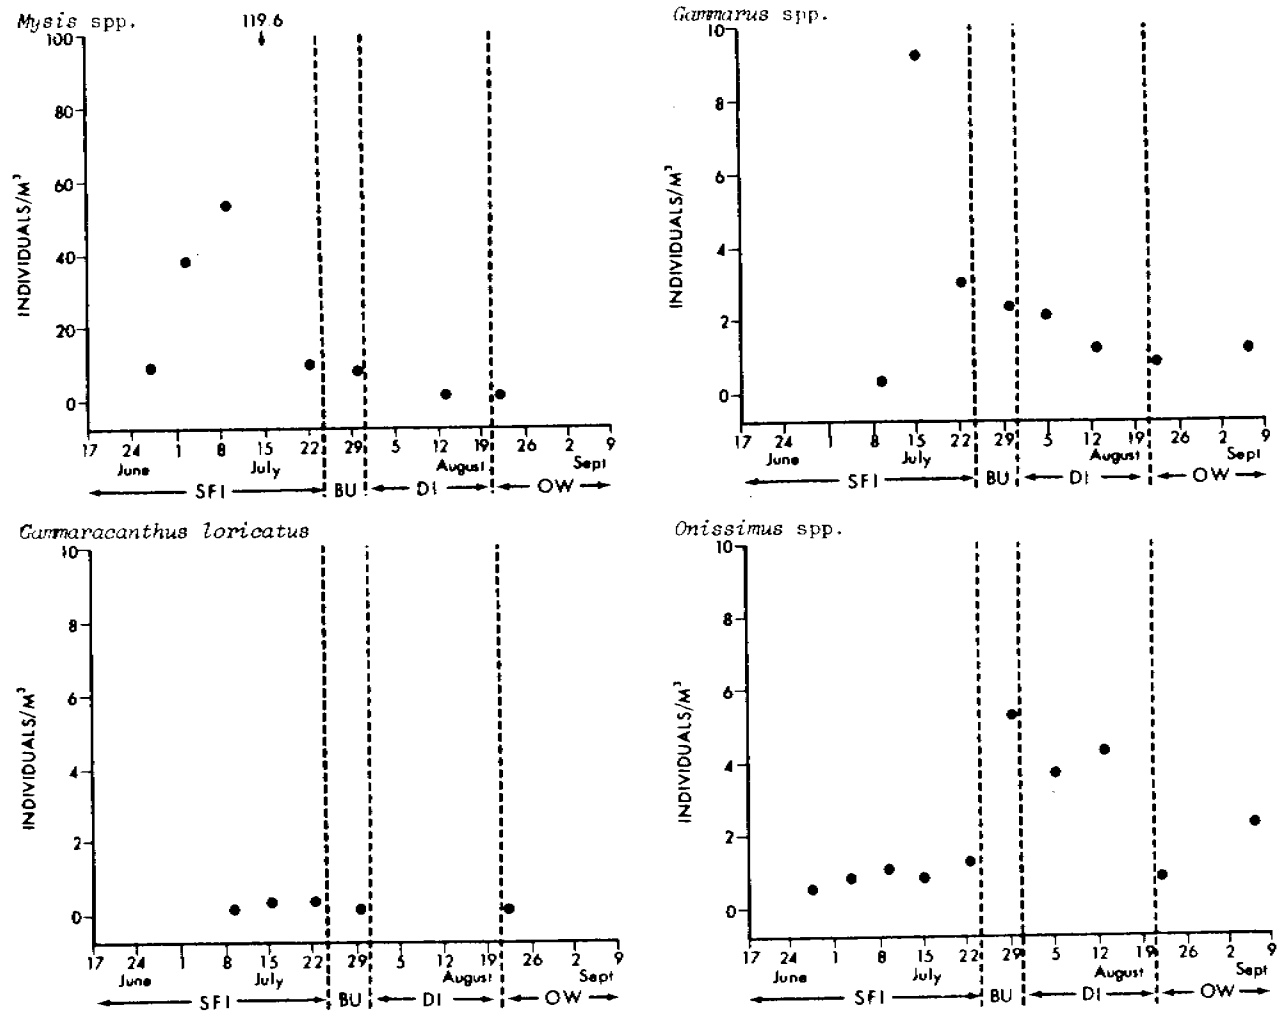 Mysis spp.
119.6
100
80
60
40
20
0
INDIVIDUALS/M³
17 24 1 8 15 22 29 5 12 19 26 2 9
June July August Sept
SFI BU DI OW
Gammarus spp.
10
8
6
4
2
0
INDIVIDUALS/M³
17 24 1 8 15 22 29 5 12 19 26 2 9
June July August Sept
SFI BU DI OW
Gammaracanthus loricatus
10
8
6
4
2
0
INDIVIDUALS/M³
17 24 1 8 15 22 29 5 12 19 26 2 9
June July August Sept
SFI BU DI OW
Onissimus spp.
10
8
6
4
2
0
INDIVIDUALS/M³
17 24 1 8 15 22 29 5 12 19 26 2 9
June July August Sept
SFI BU DI OW